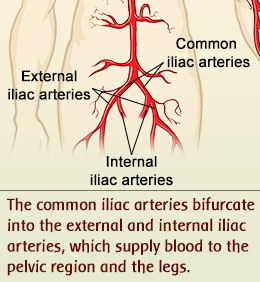 Common
iliac arteries
External
iliac arteries
Internal
iliac arteries
The common iliac arteries bifurcate
into the external and internal iliac
arteries, which supply blood to the
pelvic region and the legs.